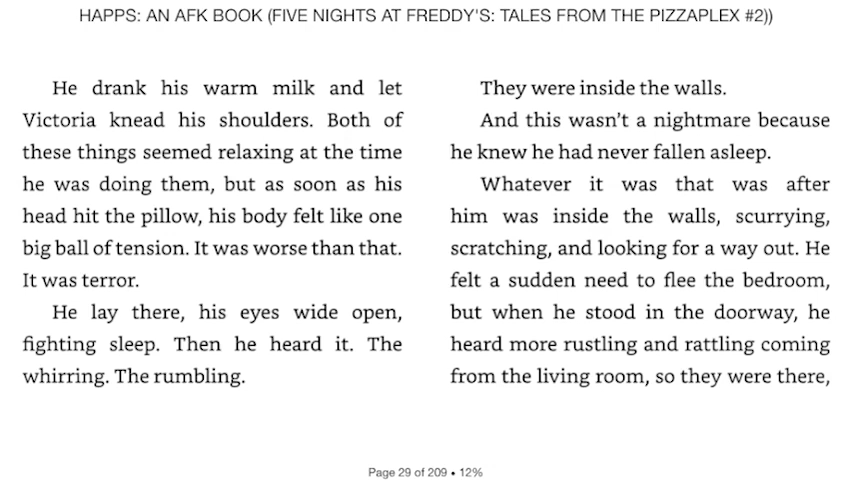 HAPPS: AN AFK BOOK (FIVE NIGHTS AT FREDDY'S: TALES FROM THE PIZZAPLEX #2))
He drank his warm milk and let
Victoria knead his shoulders. Both of
these things seemed relaxing at the time
he was doing them, but as soon as his
head hit the pillow, his body felt like one
big ball of tension. It was worse than that.
It was terror.
He lay there, his eyes wide open,
fighting sleep. Then he heard it. The
whirring. The rumbling.
They were inside the walls.
And this wasn’t a nightmare because
he knew he had never fallen asleep.
Whatever it was that was after
him was inside the walls, scurrying,
scratching, and looking for a way out. He
felt a sudden need to flee the bedroom,
but when he stood in the doorway, he
heard more rustling and rattling coming
from the living room, so they were there,
Page 29 of 209 • 12%